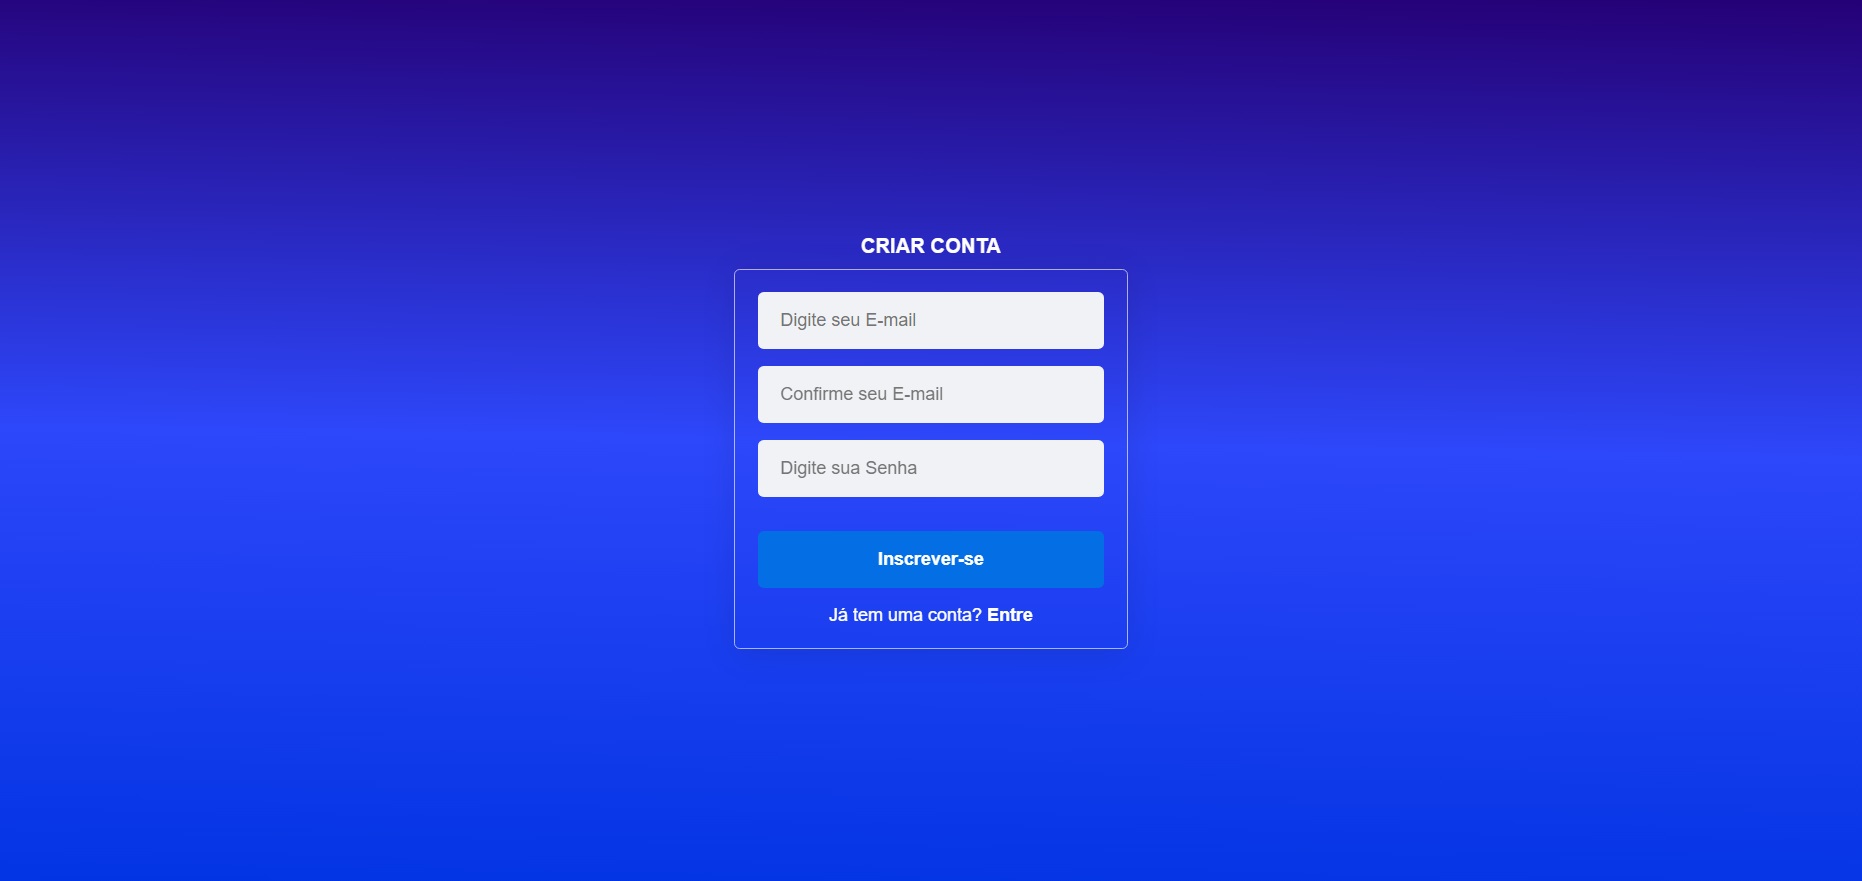 CRIAR CONTA
Digite seu E-mail
Confirme seu E-mail
Digite sua Senha
Inscrever-se
Já tem uma conta? Entre